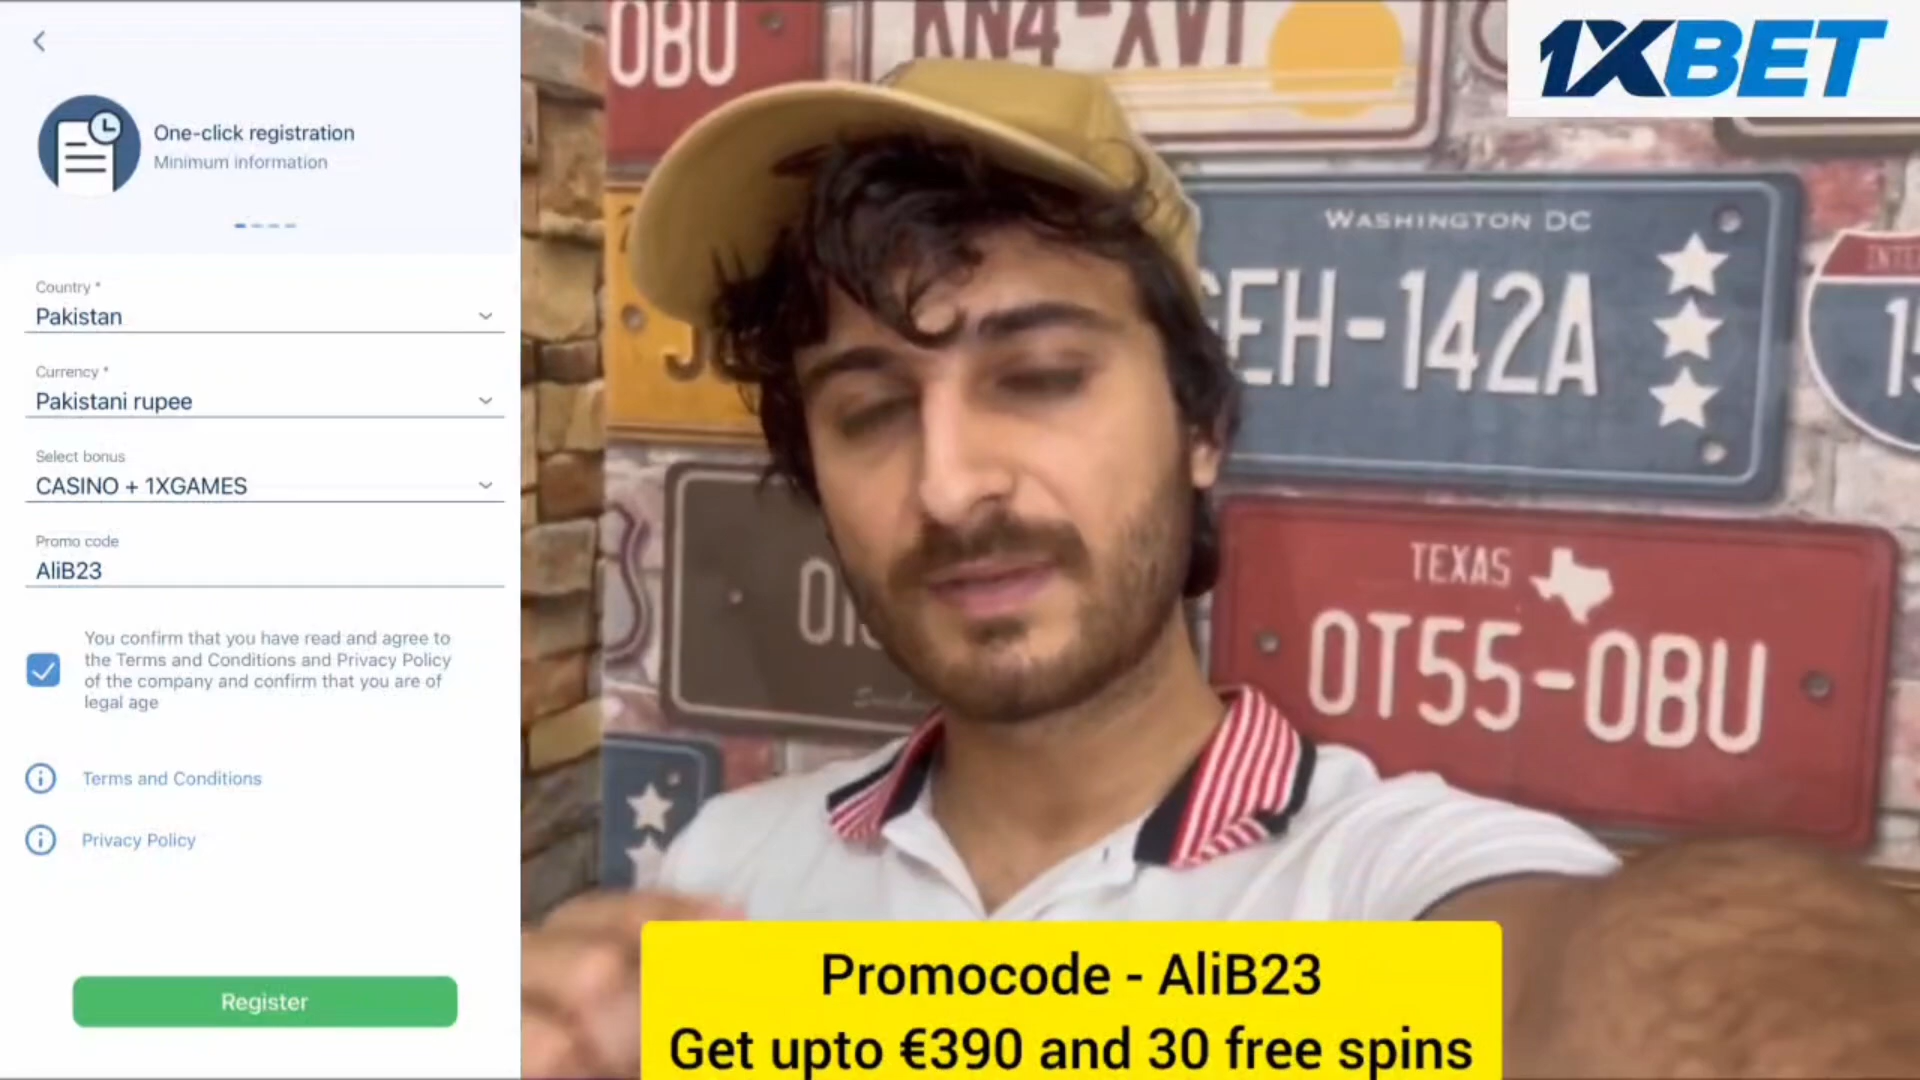 One-click registration
Minimum information
Country *
Pakistan
Currency *
Pakistani rupee
Select bonus
CASINO + 1XGAMES
Promo code
AliB23
You confirm that you have read and agree to
the Terms and Conditions and Privacy Policy
of the company and confirm that you are of
legal age
Terms and Conditions
Privacy Policy
Register
1XBET
OBU
KN4-XVI
WASHINGTON DC
EH-142A
TEXAS
OT55-OBU
Promocode - AliB23
Get upto €390 and 30 free spins